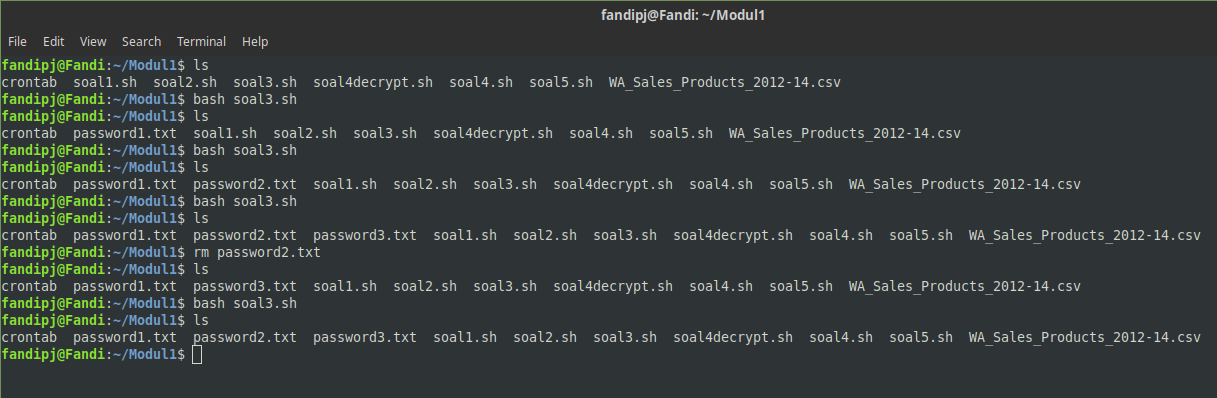 fandipj@Fandi: ~/Modul1
File Edit View Search Terminal Help
fandipj@Fandi:~/Modul1$ ls
crontab  soal1.sh  soal2.sh  soal3.sh  soal4decrypt.sh  soal4.sh  soal5.sh  WA_Sales_Products_2012-14.csv
fandipj@Fandi:~/Modul1$ bash soal3.sh
fandipj@Fandi:~/Modul1$ ls
crontab  password1.txt  soal1.sh  soal2.sh  soal3.sh  soal4decrypt.sh  soal4.sh  soal5.sh  WA_Sales_Products_2012-14.csv
fandipj@Fandi:~/Modul1$ bash soal3.sh
fandipj@Fandi:~/Modul1$ ls
crontab  password1.txt  password2.txt  soal1.sh  soal2.sh  soal3.sh  soal4decrypt.sh  soal4.sh  soal5.sh  WA_Sales_Products_2012-14.csv
fandipj@Fandi:~/Modul1$ bash soal3.sh
fandipj@Fandi:~/Modul1$ ls
crontab  password1.txt  password2.txt  password3.txt  soal1.sh  soal2.sh  soal3.sh  soal4decrypt.sh  soal4.sh  soal5.sh  WA_Sales_Products_2012-14.csv
fandipj@Fandi:~/Modul1$ rm password2.txt
fandipj@Fandi:~/Modul1$ ls
crontab  password1.txt  password3.txt  soal1.sh  soal2.sh  soal3.sh  soal4decrypt.sh  soal4.sh  soal5.sh  WA_Sales_Products_2012-14.csv
fandipj@Fandi:~/Modul1$ bash soal3.sh
fandipj@Fandi:~/Modul1$ ls
crontab  password1.txt  password2.txt  password3.txt  soal1.sh  soal2.sh  soal3.sh  soal4decrypt.sh  soal4.sh  soal5.sh  WA_Sales_Products_2012-14.csv
fandipj@Fandi:~/Modul1$